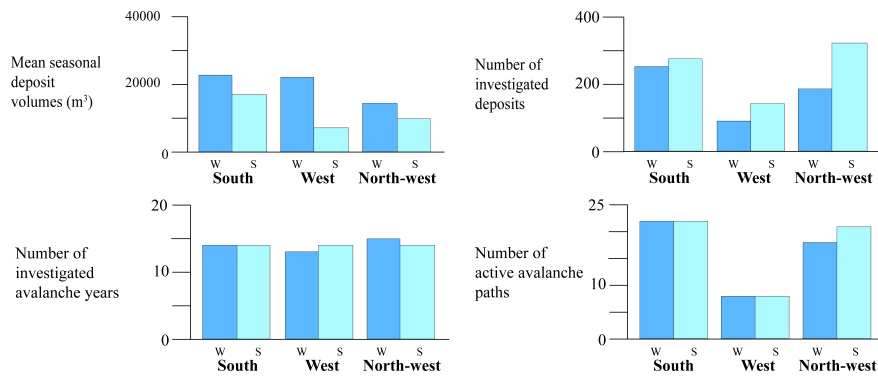 40000
Mean seasonal
deposit
volumes (m³)
20000
0
W S W S W S
South West North-west
400
Number of
investigated
deposits
200
0
W S W S W S
South West North-west
20
Number of
investigated
avalanche years
10
0
W S W S W S
South West North-west
25
Number of
active avalanche
paths
10
0
W S W S W S
South West North-west